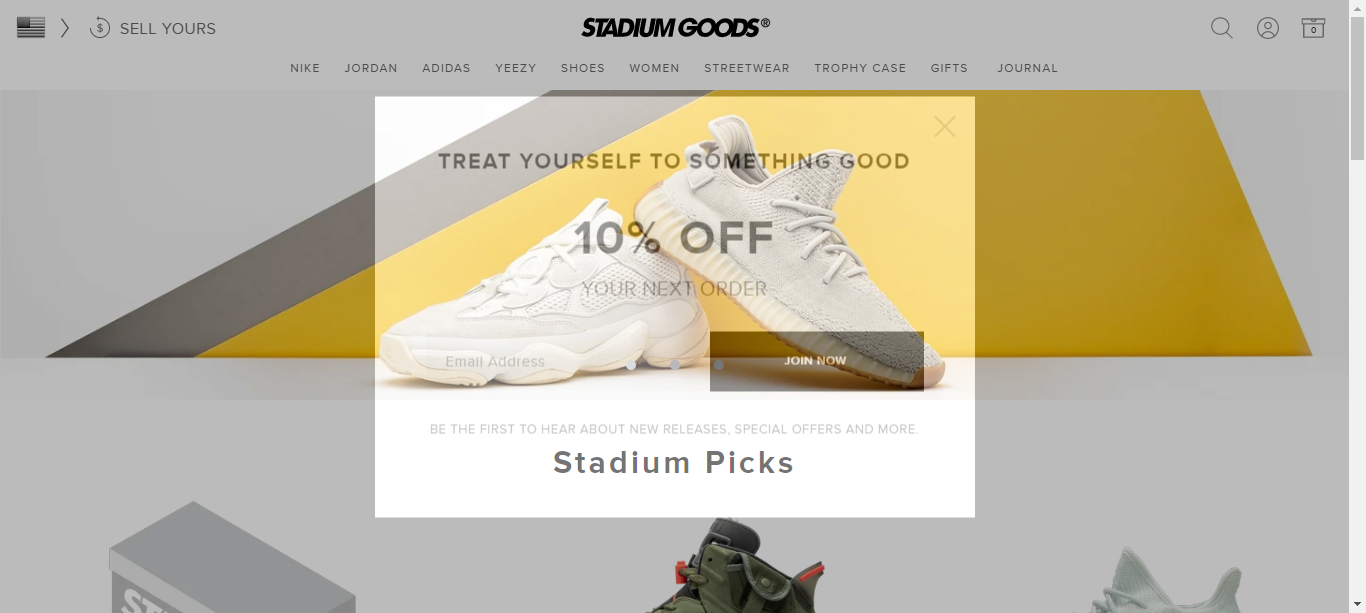 SELL YOURS
STADIUM GOODS®
0
NIKE JORDAN ADIDAS YEEZY SHOES WOMEN STREETWEAR TROPHY CASE GIFTS JOURNAL
TREAT YOURSELF TO SOMETHING GOOD
10% OFF
YOUR NEXT ORDER
Email Address
JOIN NOW
BE THE FIRST TO HEAR ABOUT NEW RELEASES, SPECIAL OFFERS AND MORE.
Stadium Picks